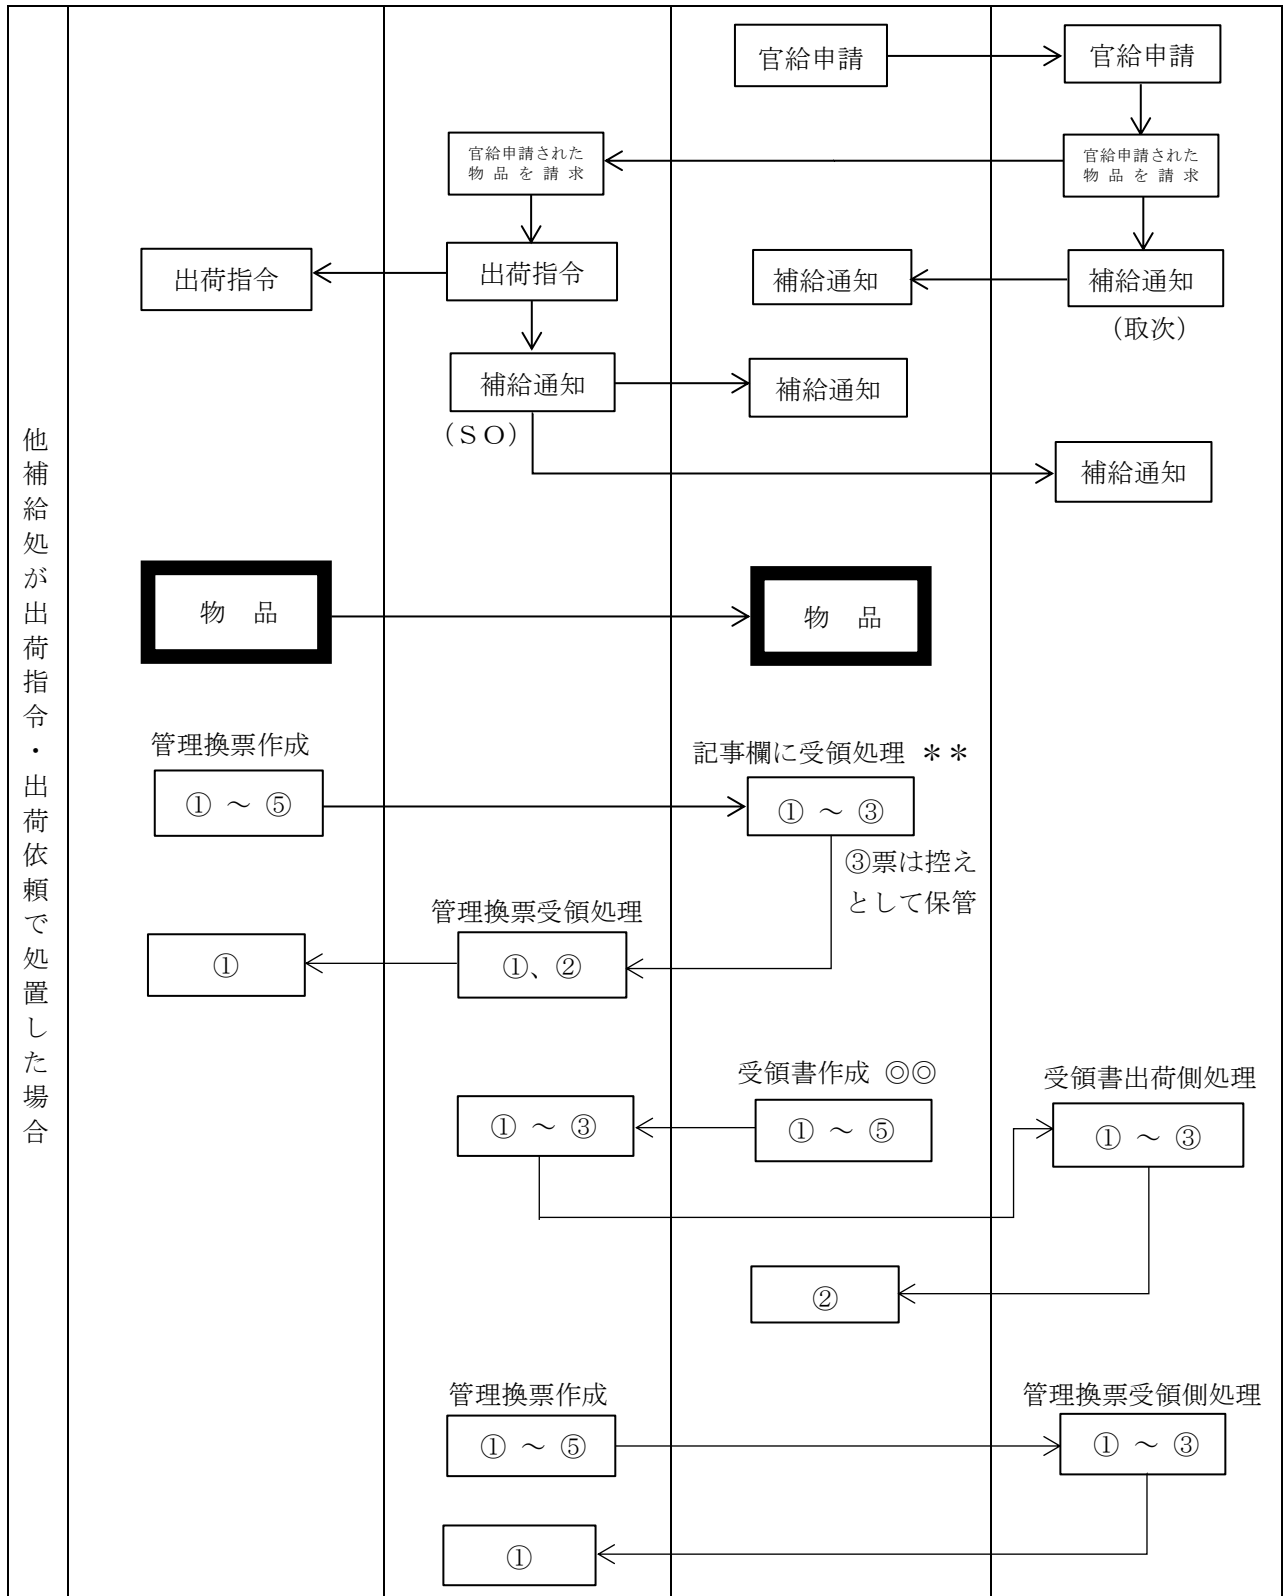 他補給処が出荷指令・出荷依頼で処置した場合
官給申請
官給申請
官給申請された
物品を請求
官給申請された
物品を請求
出荷指令
出荷指令
補給通知
補給通知
(取次)
補給通知
補給通知
(SO)
補給通知
物 品
物 品
管理換票作成
記事欄に受領処理 **
① ～ ⑤
① ～ ③
③票は控え
として保管
管理換票受領処理
①
①、②
受領書作成 ◎◎
受領書出荷側処理
① ～ ③
① ～ ⑤
① ～ ③
②
管理換票作成
管理換票受領側処理
① ～ ⑤
① ～ ③
①